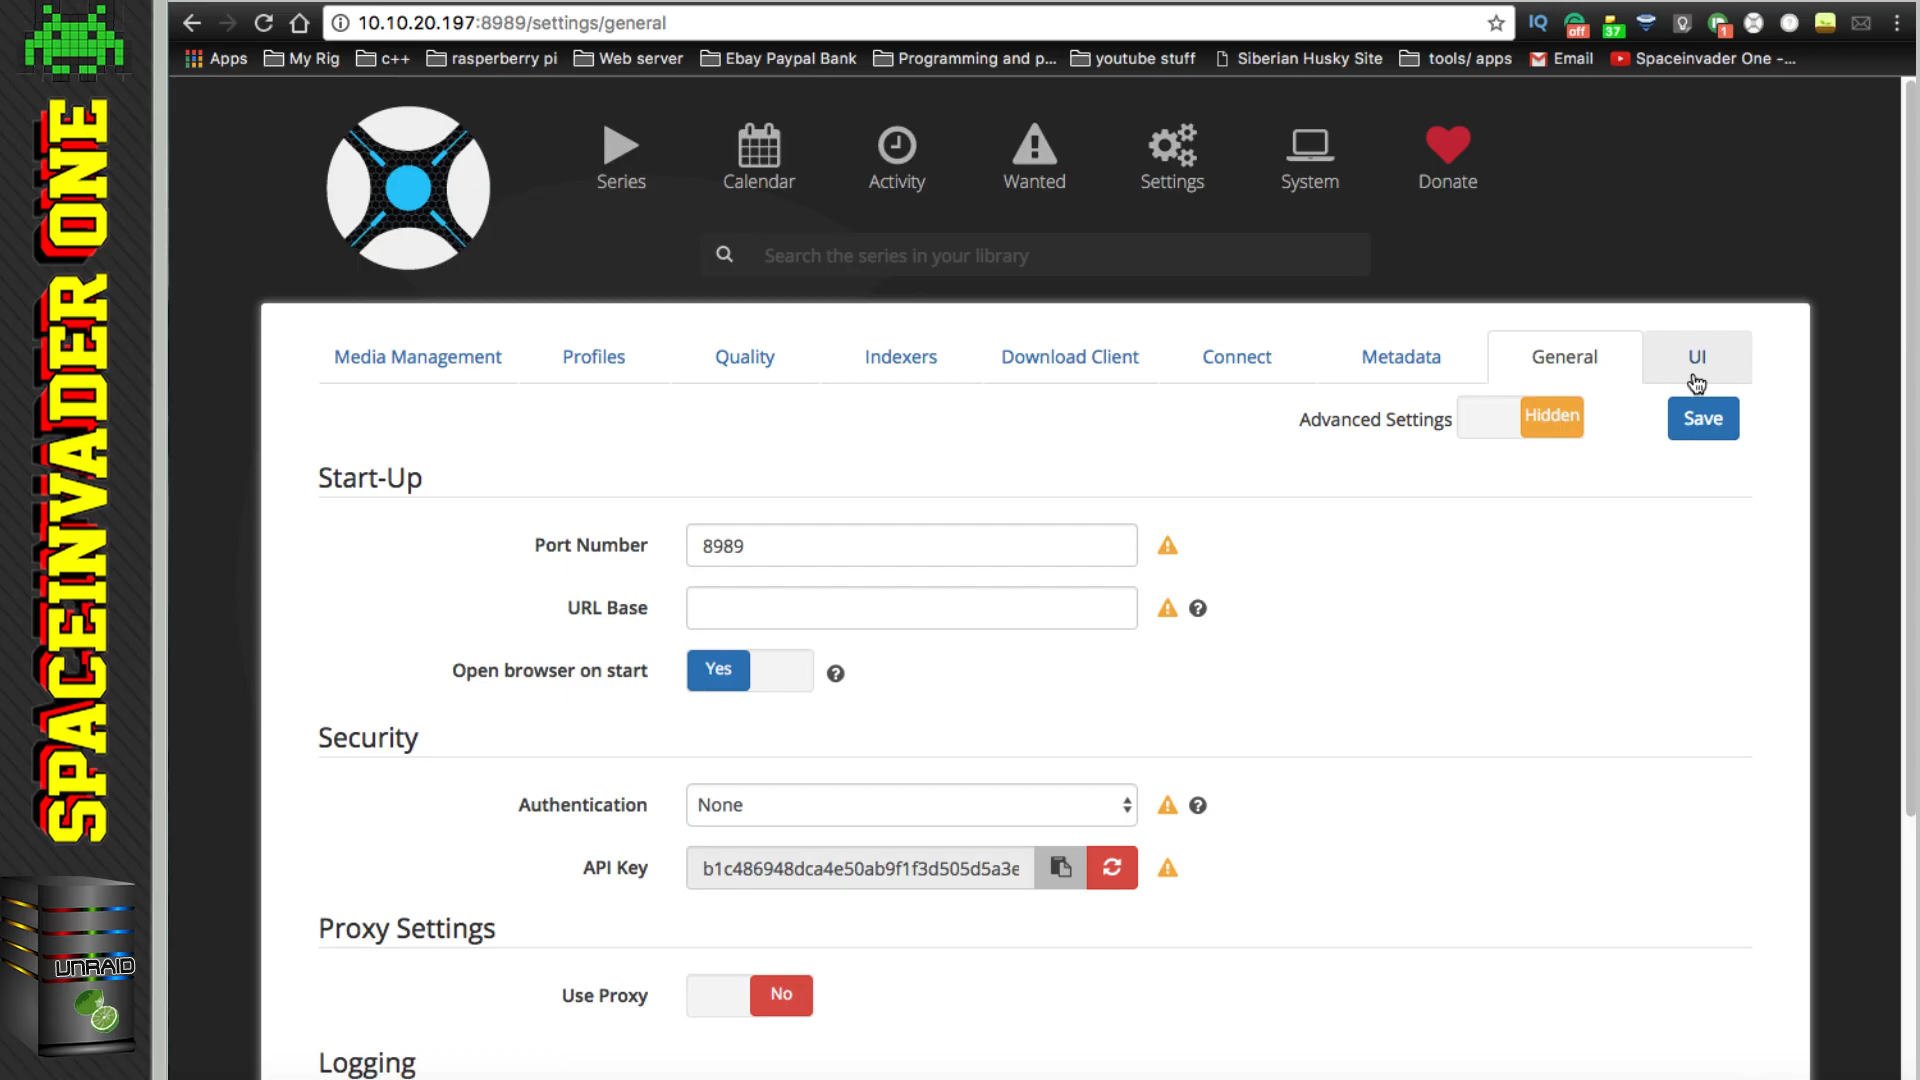 10.10.20.197:8989/settings/general
IQ
off
37
1
Apps
My Rig
c++
rasperberry pi
Web server
Ebay Paypal Bank
Programming and p...
youtube stuff
Siberian Husky Site
tools/ apps
Email
Spaceinvader One -...
SPACEINVADER ONE
UNRAID
Series
Calendar
Activity
Wanted
Settings
System
Donate
Search the series in your library
Media Management
Profiles
Quality
Indexers
Download Client
Connect
Metadata
General
UI
Advanced Settings
Hidden
Save
Start-Up
Port Number
8989
URL Base
Open browser on start
Yes
Security
Authentication
None
API Key
b1c486948dca4e50ab9f1f3d505d5a3e
Proxy Settings
Use Proxy
No
Logging